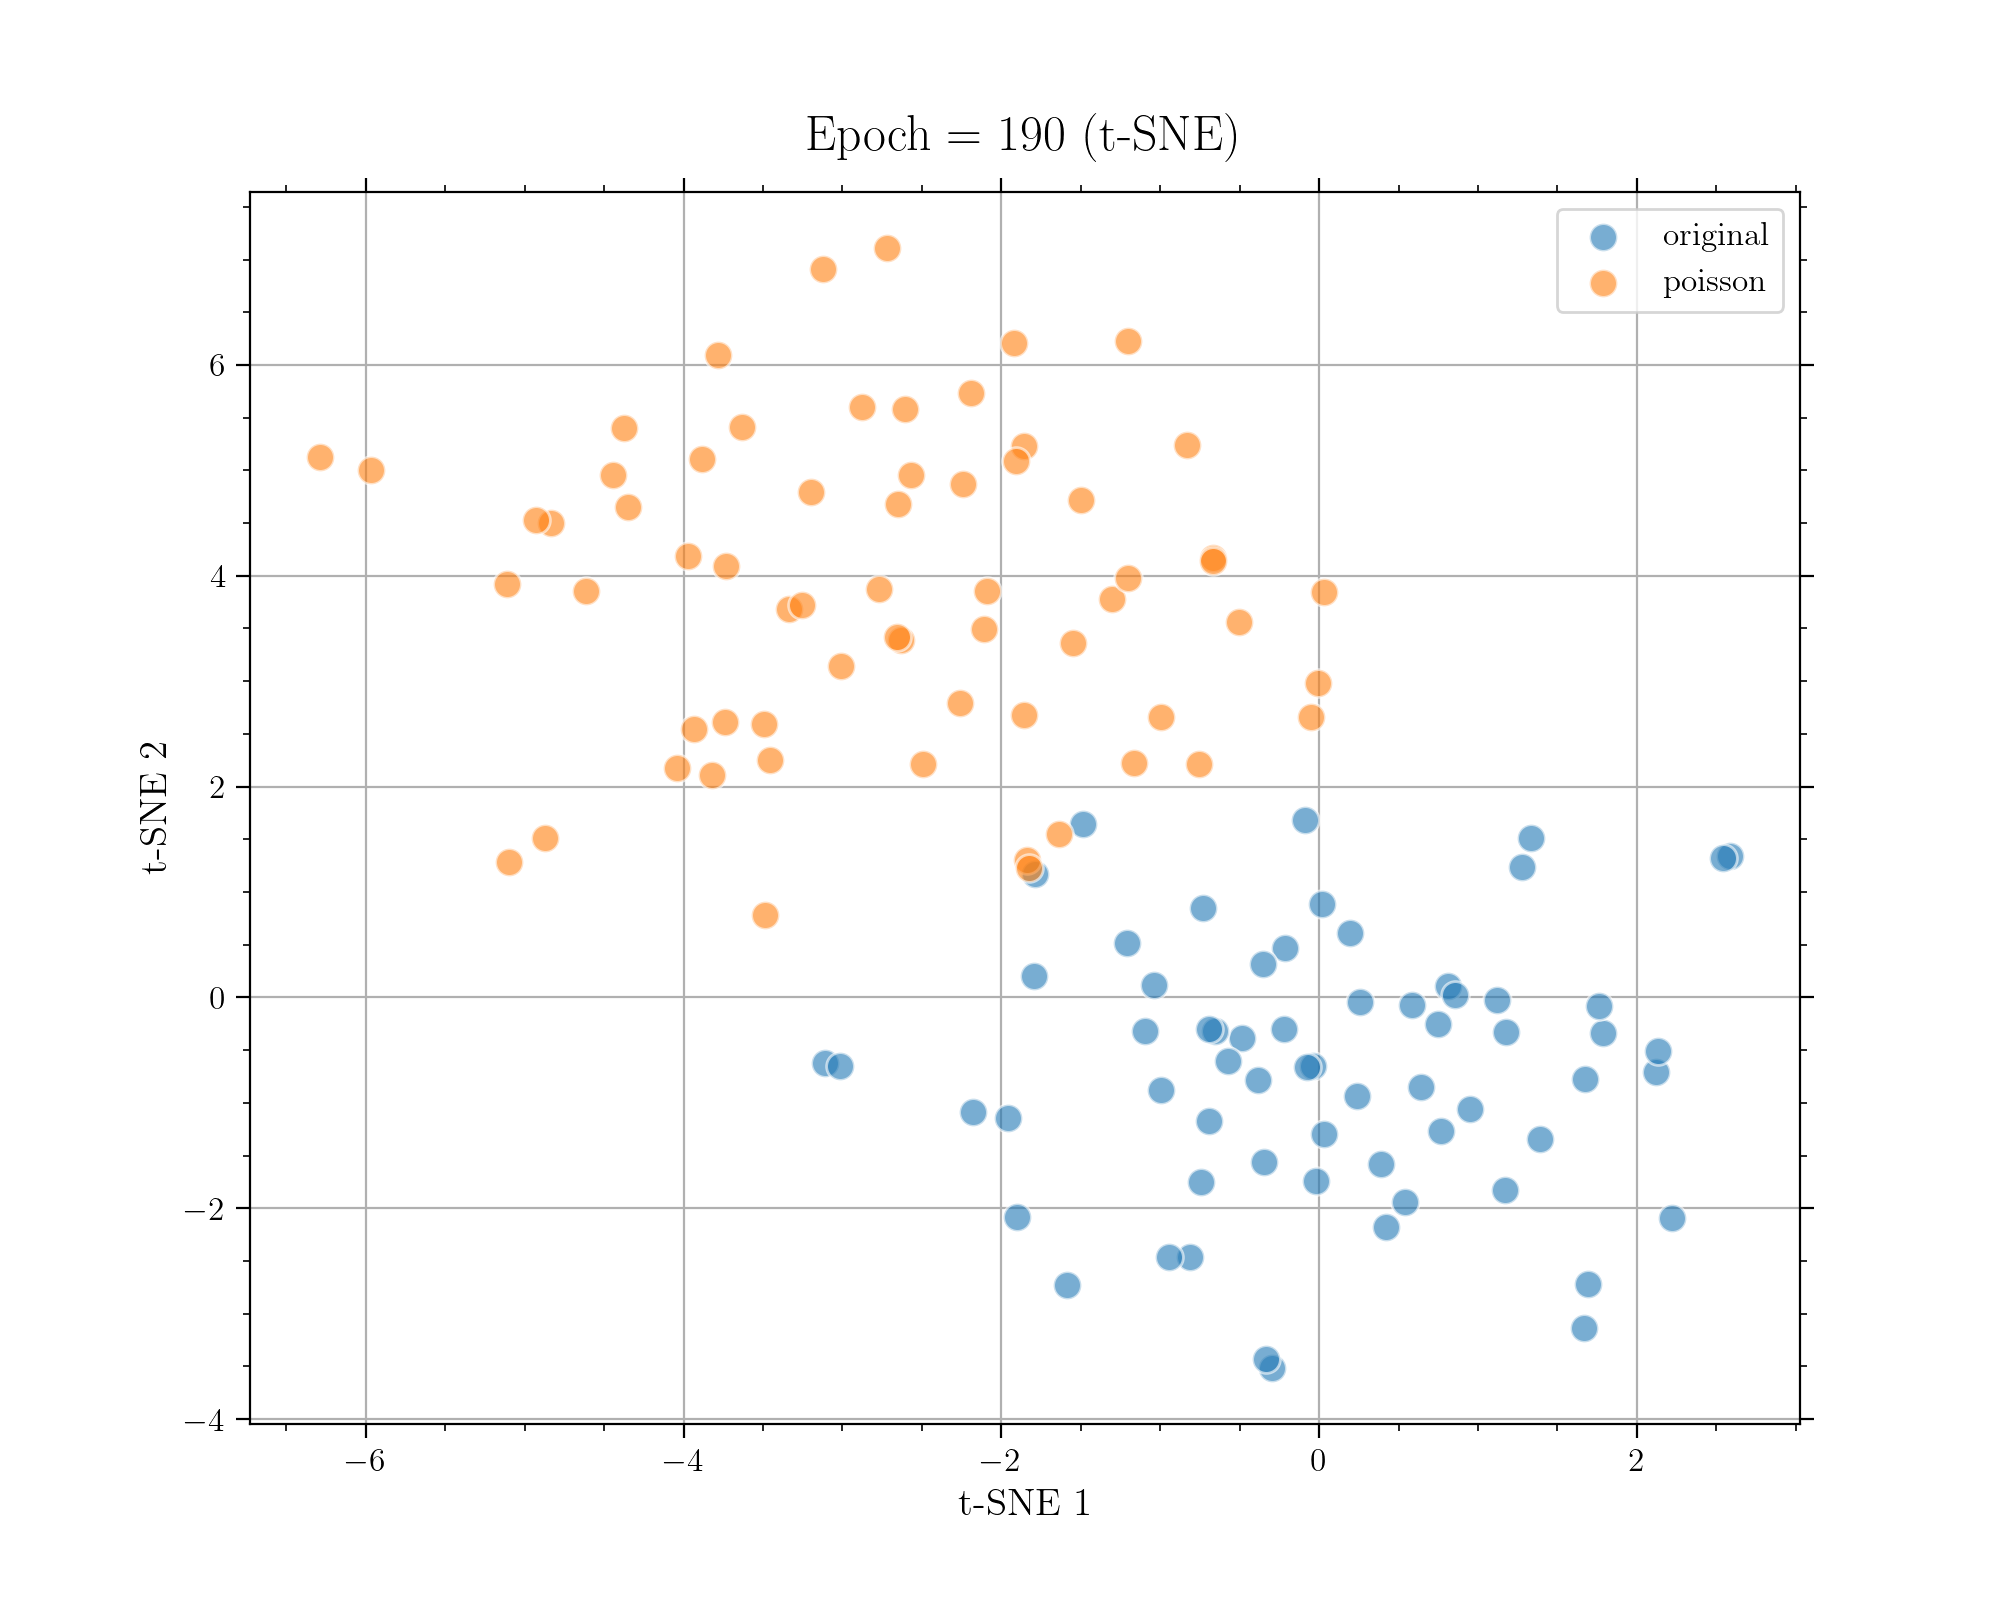 Epoch = 190 (t-SNE)
original
poisson
6
4
2
0
−2
−4
t-SNE 2
−6 −4 −2 0 2
t-SNE 1